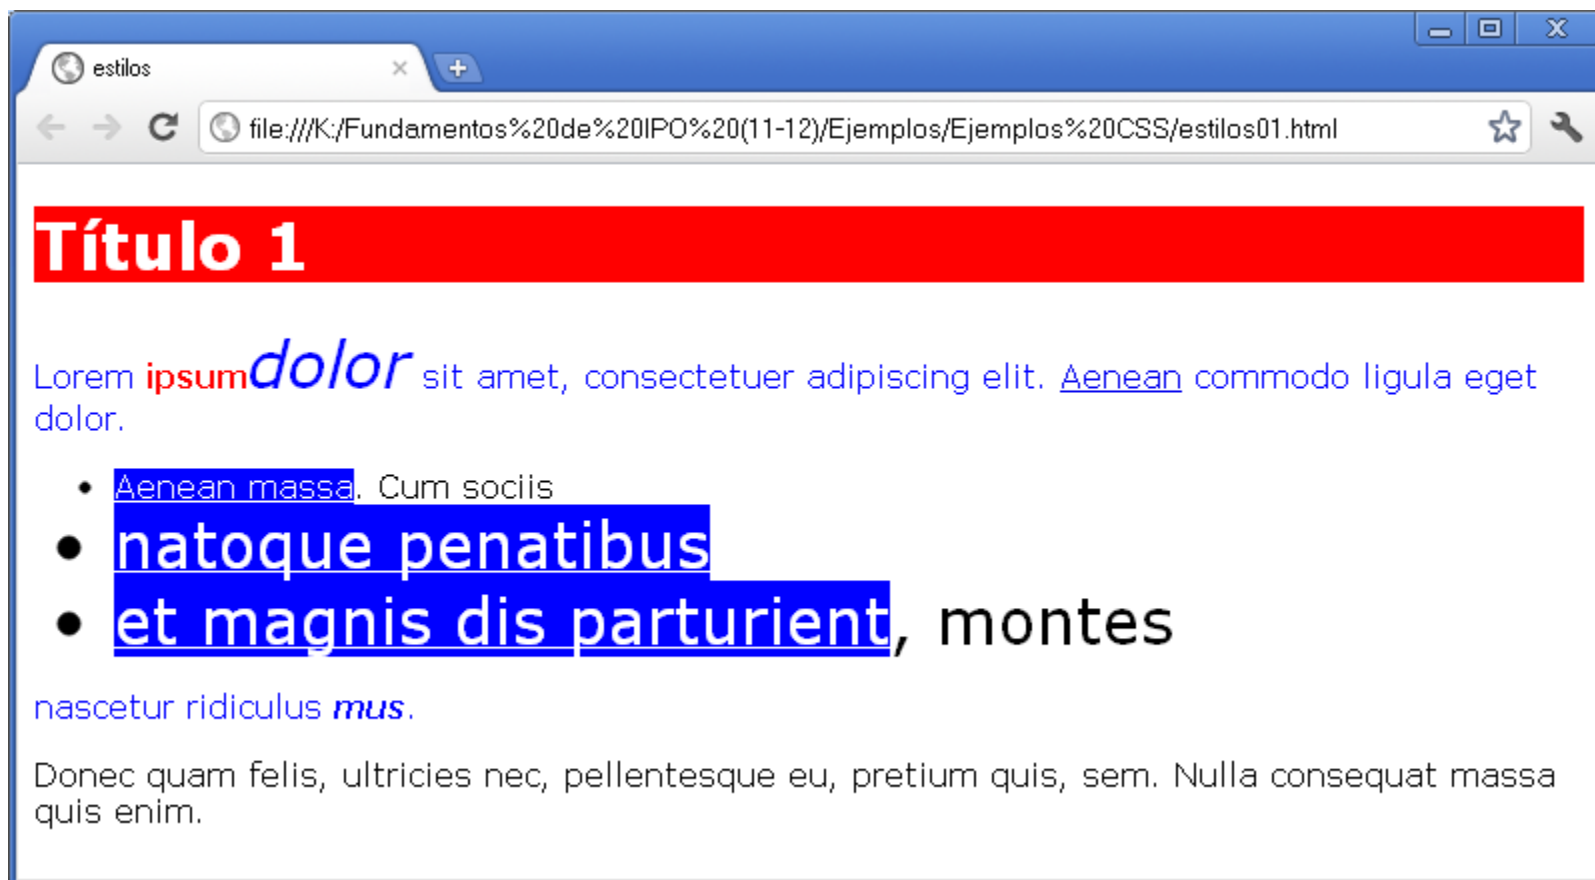 estilos
file:///K:/Fundamentos%20de%20IPO%20(11-12)/Ejemplos/Ejemplos%20CSS/estilos01.html
Título 1
Lorem ipsumdolor sit amet, consectetuer adipiscing elit. Aenean commodo ligula eget
dolor.
Aenean massa. Cum sociis
natoque penatibus
et magnis dis parturient, montes
nascetur ridiculus mus.
Donec quam felis, ultricies nec, pellentesque eu, pretium quis, sem. Nulla consequat massa
quis enim.